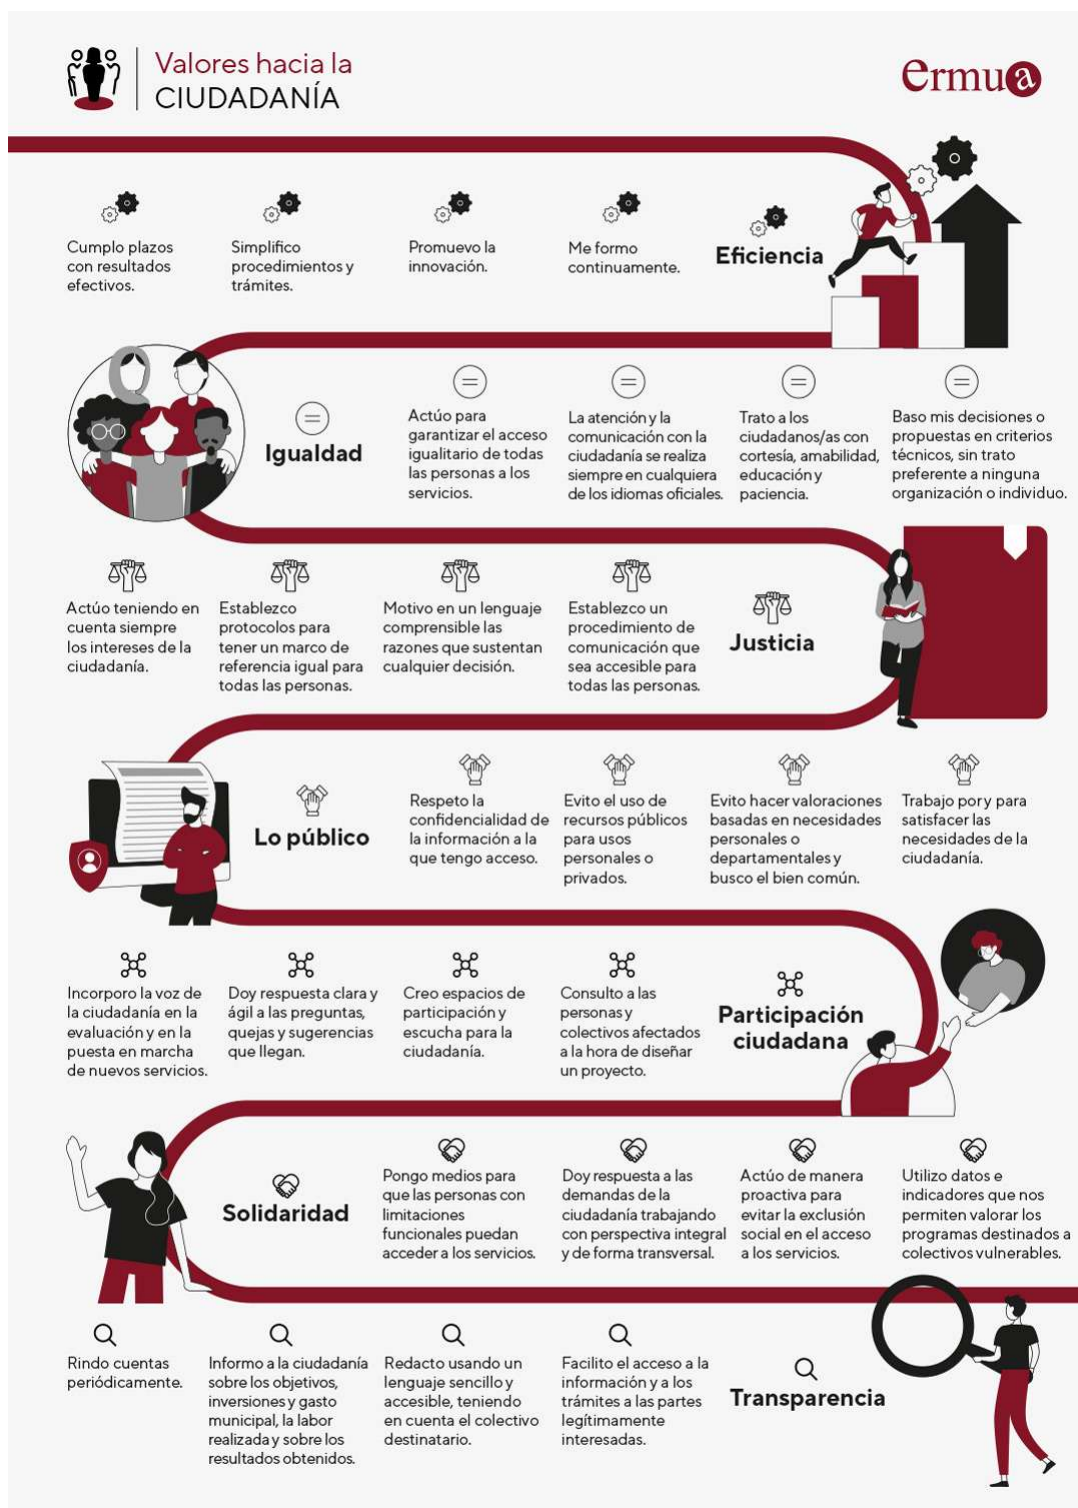 Valores hacia la
CIUDADANÍA
ermua
Cumplo plazos
con resultados
efectivos.
Simplifico
procedimientos y
trámites.
Promuevo la
innovación.
Me formo
continuamente.
Eficiencia
Igualdad
Actúo para
garantizar el acceso
igualitario de todas
las personas a los
servicios.
La atención y la
comunicación con la
ciudadanía se realiza
siempre en cualquiera
de los idiomas oficiales.
Trato a los
ciudadanos/as con
cortesía, amabilidad,
educación y
paciencia.
Baso mis decisiones o
propuestas en criterios
técnicos, sin trato
preferente a ninguna
organización o individuo.
Actúo teniendo en
cuenta siempre
los intereses de la
ciudadanía.
Establezco
protocolos para
tener un marco de
referencia igual para
todas las personas.
Motivo en un lenguaje
comprensible las
razones que sustentan
cualquier decisión.
Establezco un
procedimiento de
comunicación que
sea accesible para
todas las personas.
Justicia
Lo público
Respeto la
confidencialidad de
la información a la
que tengo acceso.
Evito el uso de
recursos públicos
para usos
personales o
privados.
Evito hacer valoraciones
basadas en necesidades
personales o
departamentales y
busco el bien común.
Trabajo por y para
satisfacer las
necesidades de la
ciudadanía.
Incorporo la voz de
la ciudadanía en la
evaluación y en la
puesta en marcha
de nuevos servicios.
Doy respuesta clara y
ágil a las preguntas,
quejas y sugerencias
que llegan.
Creo espacios de
participación y
escucha para la
ciudadanía.
Consulto a las
personas y
colectivos afectados
a la hora de diseñar
un proyecto.
Participación
ciudadana
Solidaridad
Pongo medios para
que las personas con
limitaciones
funcionales puedan
acceder a los servicios.
Doy respuesta a las
demandas de la
ciudadanía trabajando
con perspectiva integral
y de forma transversal.
Actúo de manera
proactiva para
evitar la exclusión
social en el acceso
a los servicios.
Utilizo datos e
indicadores que nos
permiten valorar los
programas destinados a
colectivos vulnerables.
Rindo cuentas
periódicamente.
Informo a la ciudadanía
sobre los objetivos,
inversiones y gasto
municipal, la labor
realizada y sobre los
resultados obtenidos.
Redacto usando un
lenguaje sencillo y
accesible, teniendo
en cuenta el colectivo
destinatario.
Facilito el acceso a la
información y a los
trámites a las partes
legítimamente
interesadas.
Transparencia